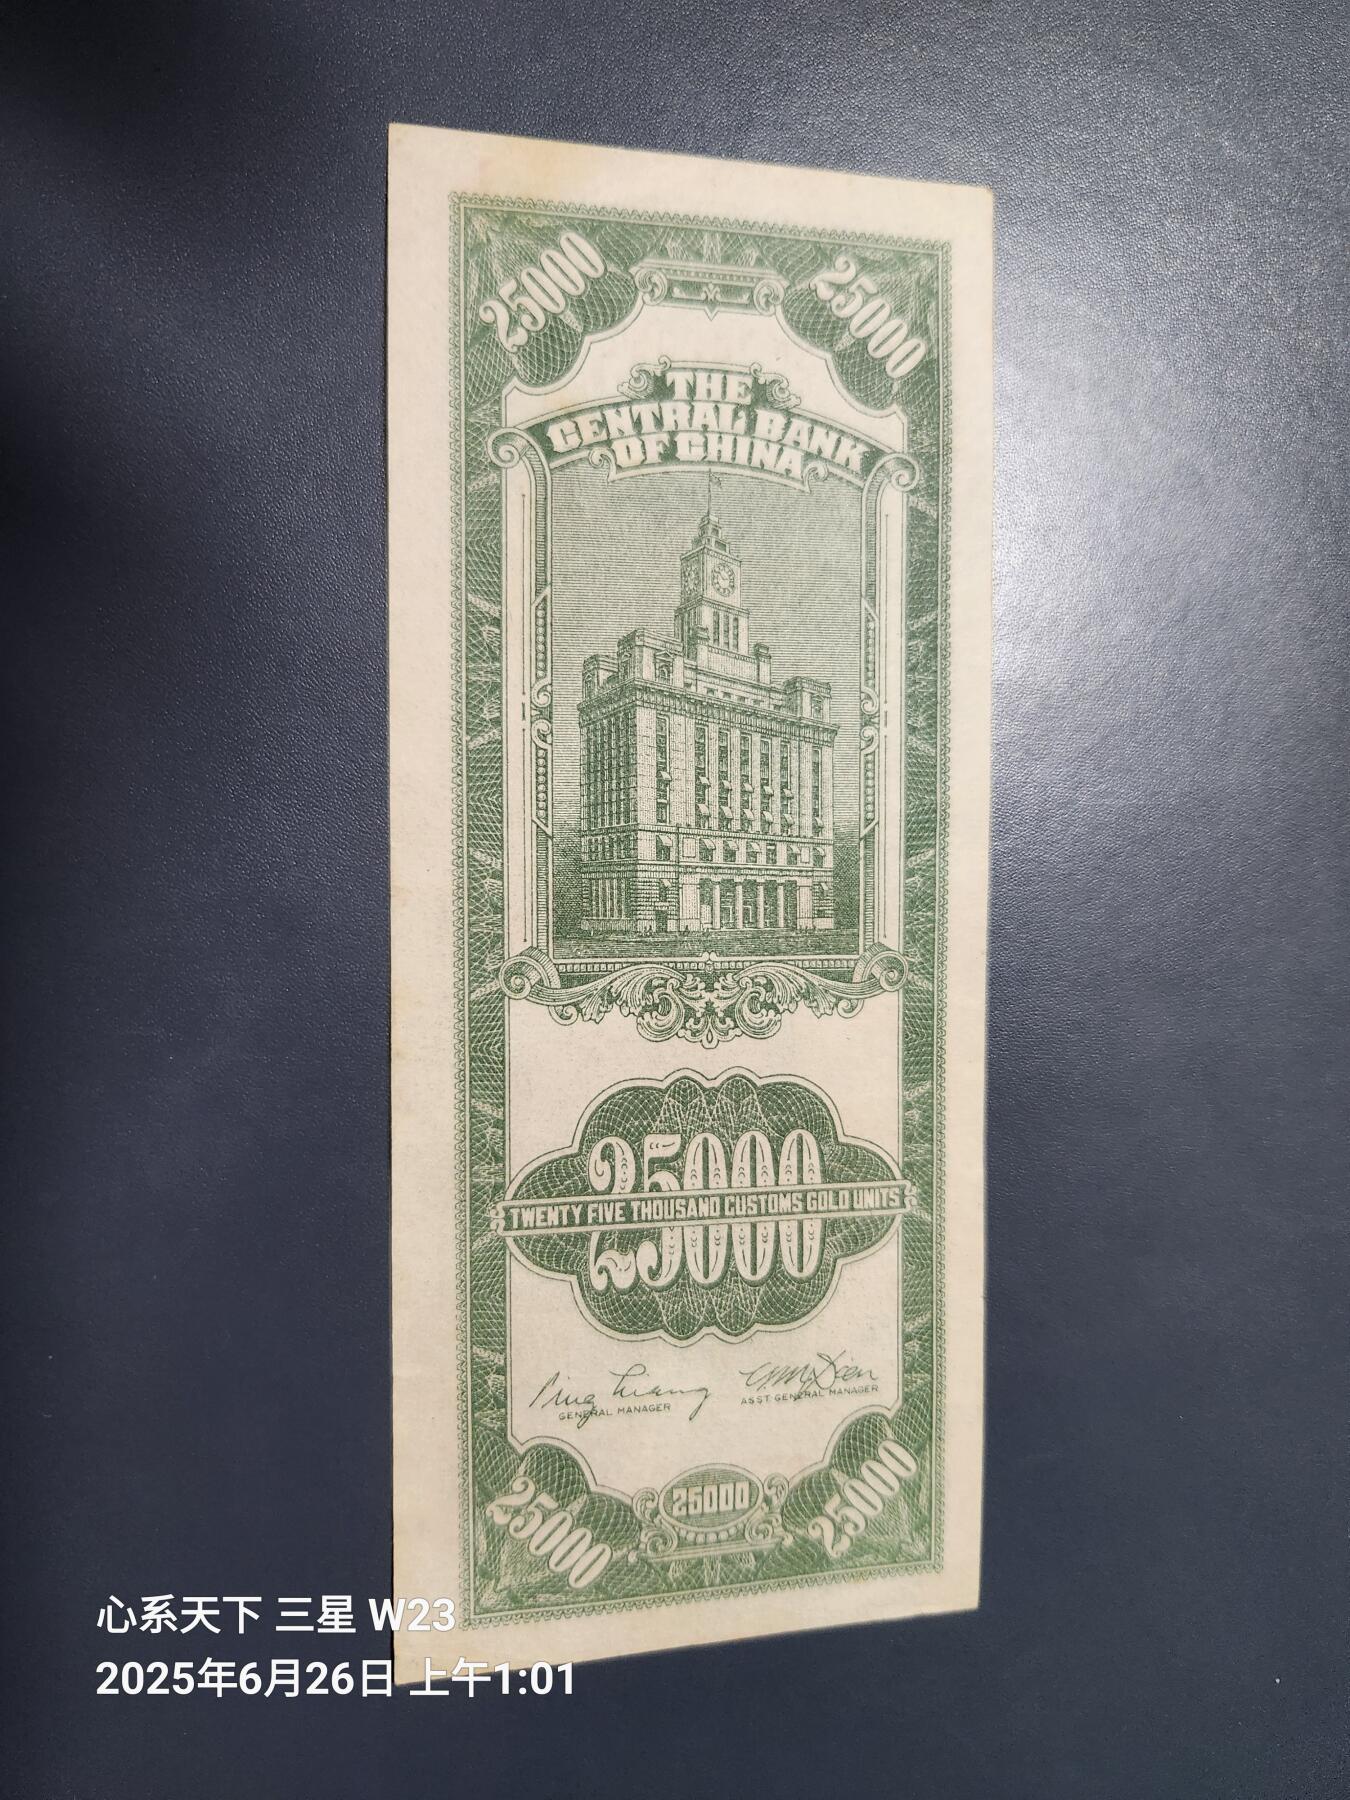 25000
25000
THE
CENTRAL BANK
OF CHINA
25000
TWENTY FIVE THOUSAND CUSTOMS GOLD UNITS
GENERAL MANAGER
ASST GENERAL MANAGER
25000
25000
25000
心系天下 三星 W23
2025年6月26日 上午1:01